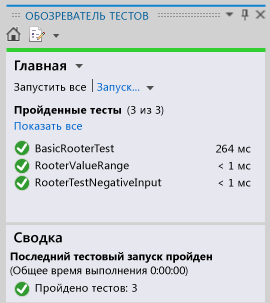 ОБОЗРЕВАТЕЛЬ ТЕСТОВ
Главная
Запустить все | Запуск...
Пройденные тесты (3 из 3)
Показать все
BasicRooterTest 264 мс
RooterValueRange < 1 мс
RooterTestNegativeInput < 1 мс
Сводка
Последний тестовый запуск пройден
(Общее время выполнения 0:00:00)
Пройдено тестов: 3